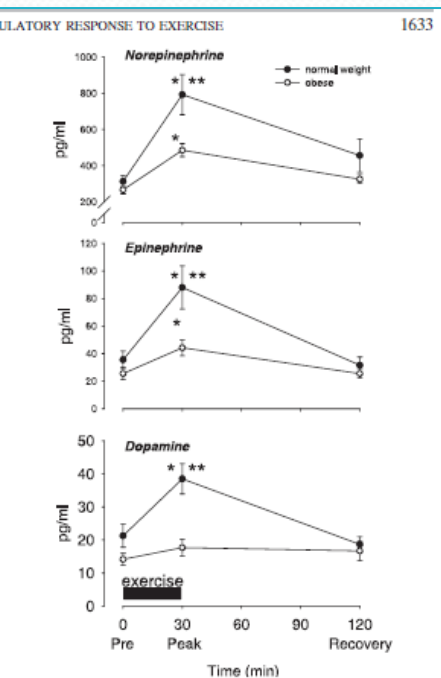 ULATORY RESPONSE TO EXERCISE 1633
Norepinephrine
normal weight
obese
1000
800
600
400
200
0
pg/ml
* **
*
Epinephrine
120
100
80
60
40
20
0
pg/ml
* **
*
Dopamine
50
40
30
20
10
0
pg/ml
* **
exercise
0 30 60 90 120
Pre Peak Recovery
Time (min)